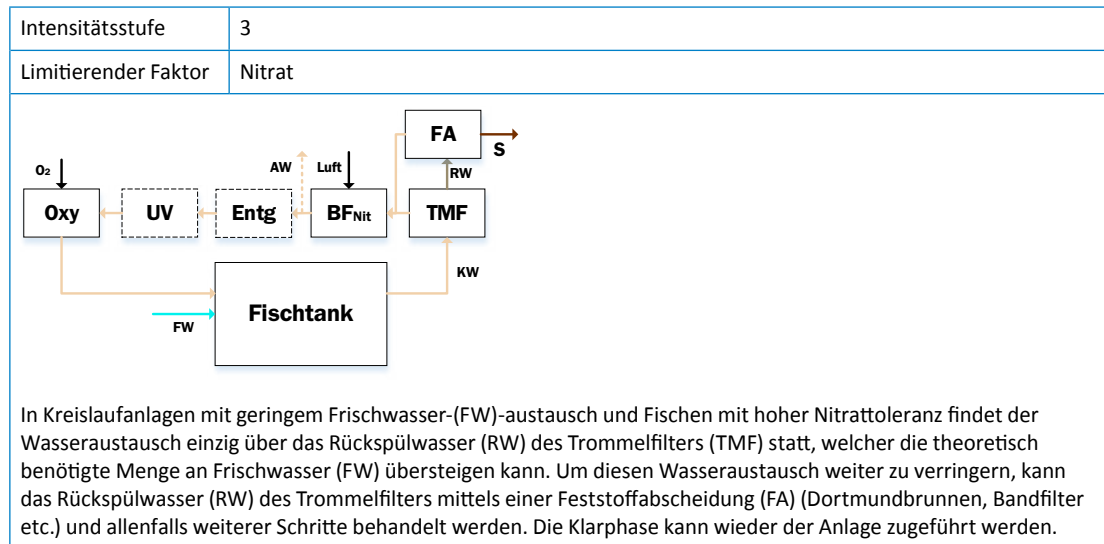 Intensitätsstufe 3
Limitierender Faktor Nitrat
FA
S
O₂
AW
Luft
RW
Oxy
UV
Entg
BFNit
TMF
KW
Fischtank
FW
In Kreislaufanlagen mit geringem Frischwasser-(FW)-austausch und Fischen mit hoher Nitrattoleranz findet der
Wasseraustausch einzig über das Rückspülwasser (RW) des Trommelfilters (TMF) statt, welcher die theoretisch
benötigte Menge an Frischwasser (FW) übersteigen kann. Um diesen Wasseraustausch weiter zu verringern, kann
das Rückspülwasser (RW) des Trommelfilters mittels einer Feststoffabscheidung (FA) (Dortmundbrunnen, Bandfilter
etc.) und allenfalls weiterer Schritte behandelt werden. Die Klarphase kann wieder der Anlage zugeführt werden.